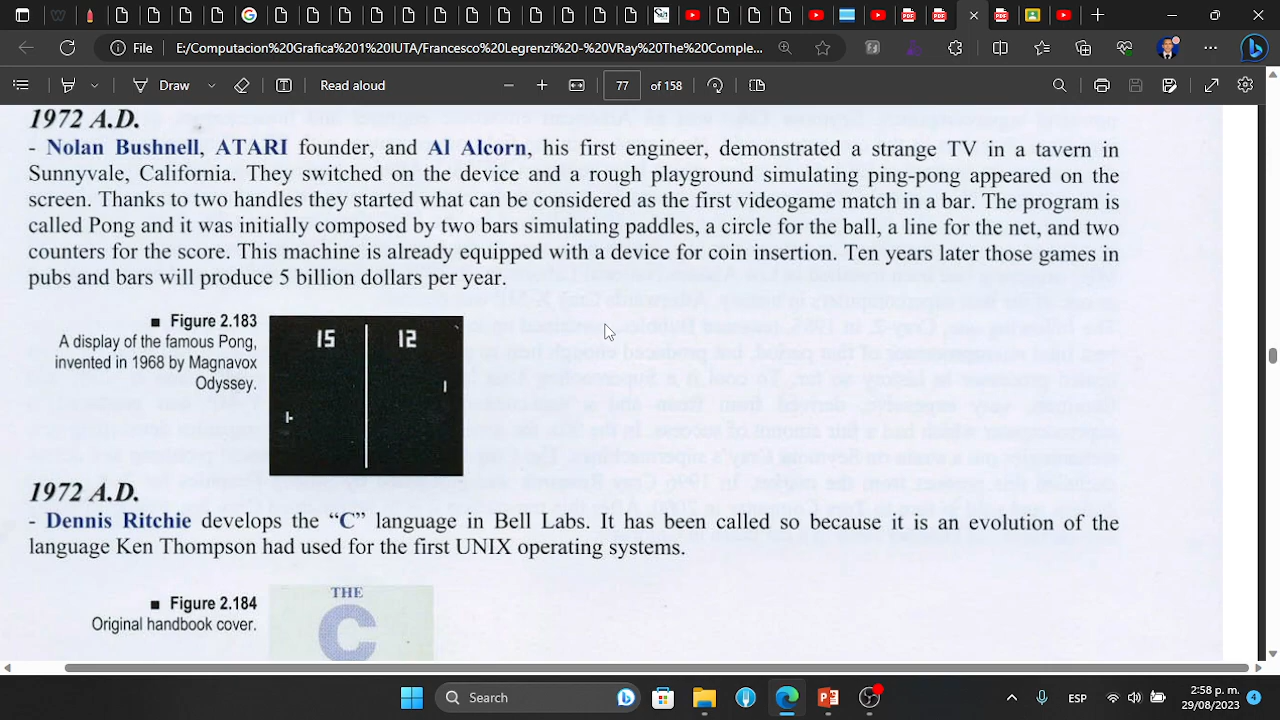 File
E:/Computacion%20Grafica%201%20IUTA/Francesco%20Legrenzi%20-%20VRay%20The%20Comple...
Draw
Read aloud
77
of 158
1972 A.D.
- Nolan Bushnell, ATARI founder, and Al Alcorn, his first engineer, demonstrated a strange TV in a tavern in
Sunnyvale, California. They switched on the device and a rough playground simulating ping-pong appeared on the
screen. Thanks to two handles they started what can be considered as the first videogame match in a bar. The program is
called Pong and it was initially composed by two bars simulating paddles, a circle for the ball, a line for the net, and two
counters for the score. This machine is already equipped with a device for coin insertion. Ten years later those games in
pubs and bars will produce 5 billion dollars per year.
■ Figure 2.183
A display of the famous Pong,
invented in 1968 by Magnavox
Odyssey.
15 12
1972 A.D.
- Dennis Ritchie develops the “C” language in Bell Labs. It has been called so because it is an evolution of the
language Ken Thompson had used for the first UNIX operating systems.
■ Figure 2.184
Original handbook cover.
THE
C
Search
ESP
2:58 p. m.
29/08/2023
4